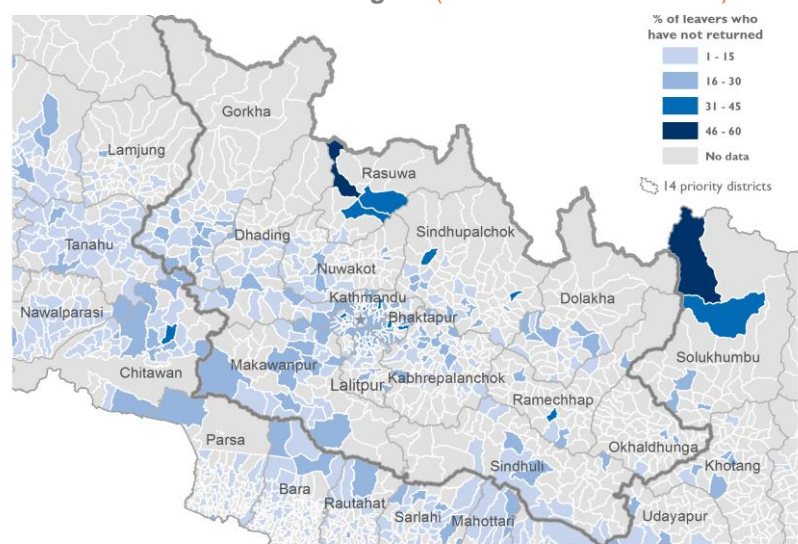 % of leavers who
have not returned
1 - 15
16 - 30
31 - 45
46 - 60
No data
14 priority districts
Gorkha
Lamjung
Rasuwa
Tanahu
Dhading
Sindhupalchok
Nuwakot
Dolakha
Kathmandu
Nawalparasi
Bhaktapur
Solukhumbu
Chitawan
Makawanpur
Lalitpur
Kabhrepalanchok
Ramechhap
Parsa
Okhaldhunga
Sindhuli
Khotang
Bara
Rautahat
Sarlahi
Mahottari
Udayapur